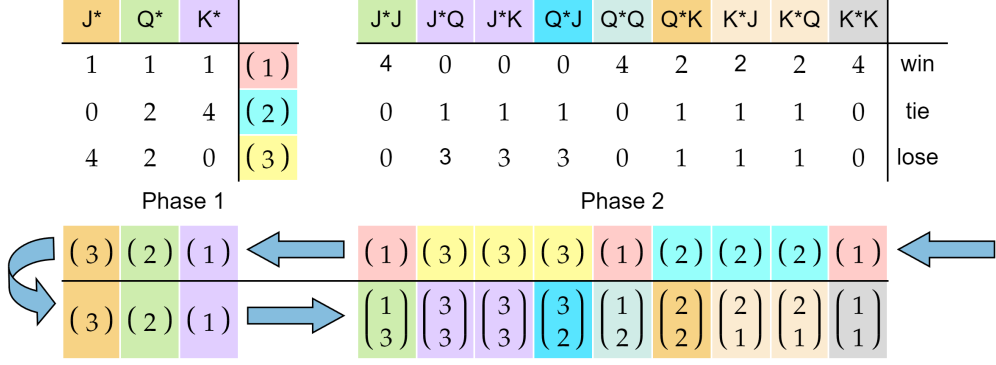 J* Q* K* J*J J*Q J*K Q*J Q*Q Q*K K*J K*Q K*K
1 1 1 (1) 4 0 0 0 4 2 2 2 4 win
0 2 4 (2) 0 1 1 1 0 1 1 1 0 tie
4 2 0 (3) 0 3 3 3 0 1 1 1 0 lose
Phase 1 Phase 2
(3) (2) (1) (1) (3) (3) (3) (1) (2) (2) (2) (1)
1 3 3 3 1 2 2 2 1
(3) (2) (1)
3 3 3 2 2 2 1 1 1